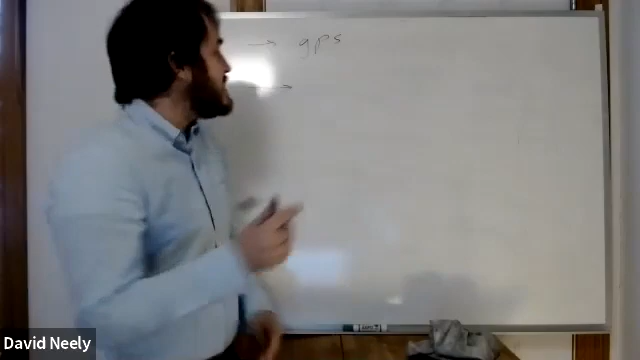 → gps
→
David Neely